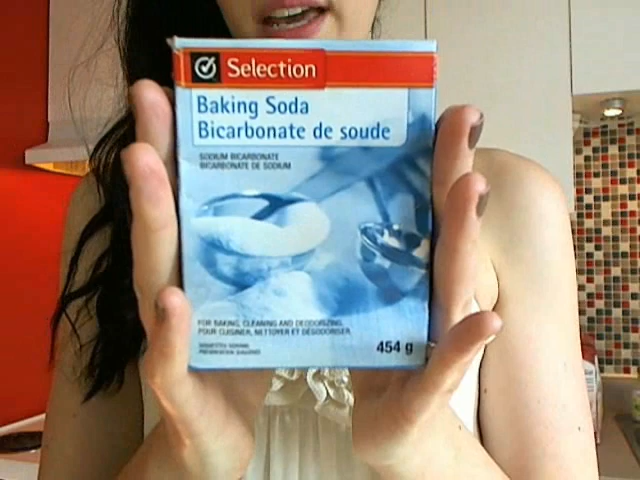 Selection
Baking Soda
Bicarbonate de soude
SODIUM BICARBONATE
BICARBONATE DE SODIUM
FOR BAKING, CLEANING AND DEODORIZING.
POUR CUISINER, NETTOYER ET DÉSODORISER.
454 g